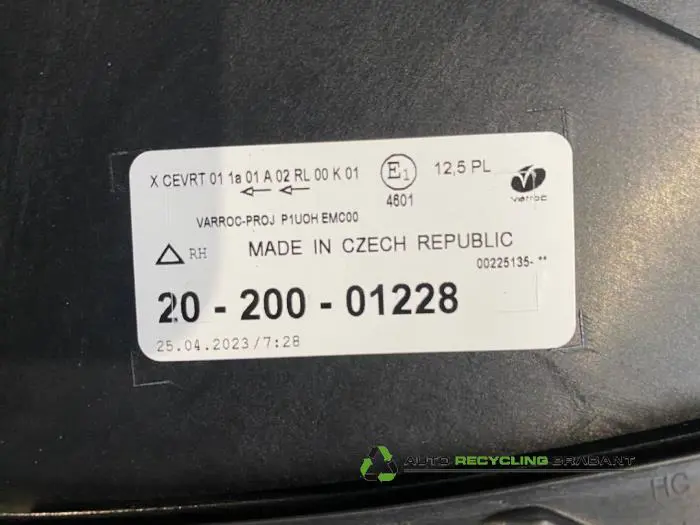 X CEVRT 01 1a 01 A 02 RL 00 K 01
E1
12,5 PL
4601
varroc
VARROC-PROJ P1UOH EMC00
RH MADE IN CZECH REPUBLIC
00225135- **
20 - 200 - 01228
25.04.2023/7:28
AUTO RECYCLING BRABANT
HC